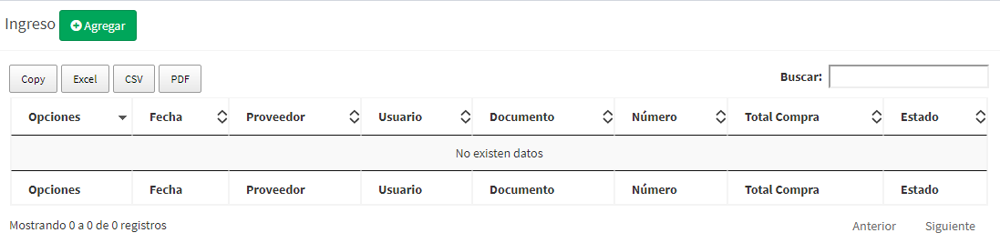 Ingreso Agregar
Copy Excel CSV PDF Buscar:
Opciones Fecha Proveedor Usuario Documento Número Total Compra Estado
No existen datos
Opciones Fecha Proveedor Usuario Documento Número Total Compra Estado
Mostrando 0 a 0 de 0 registros Anterior Siguiente